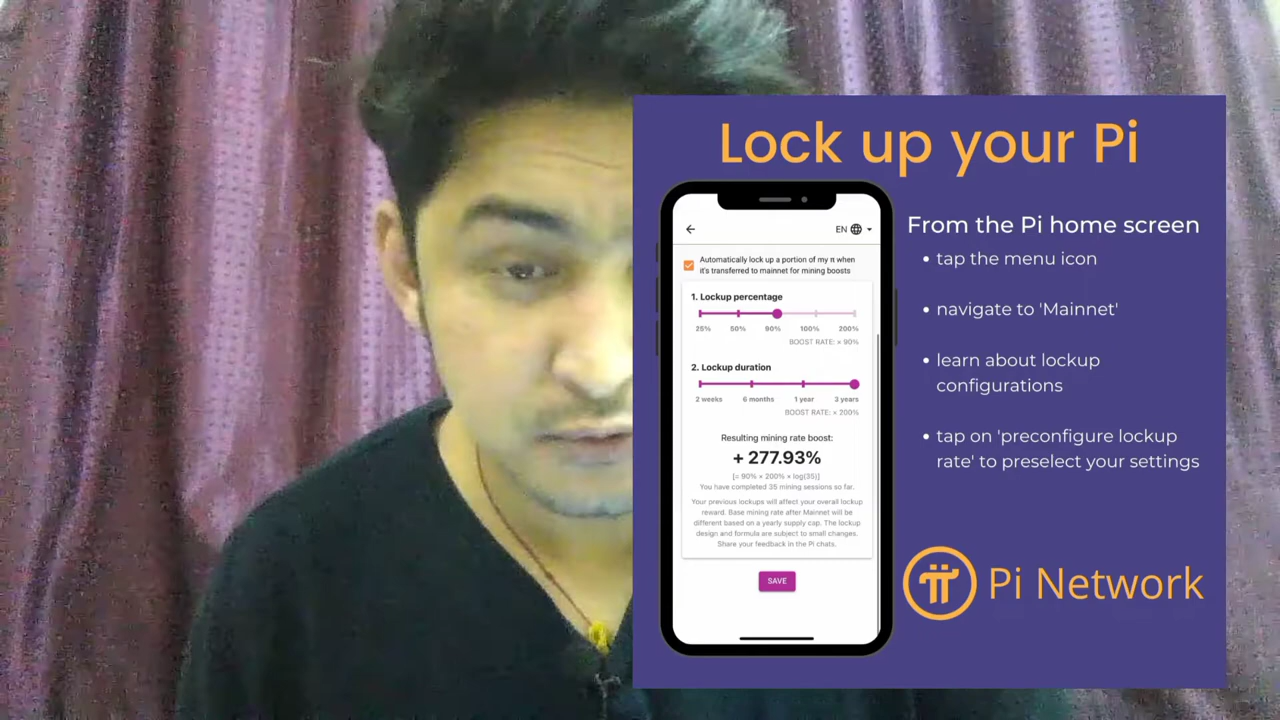 Lock up your Pi
EN
Automatically lock up a portion of my π when
it's transferred to mainnet for mining boosts
1. Lockup percentage
25% 50% 90% 100% 200%
BOOST RATE: × 90%
2. Lockup duration
2 weeks 6 months 1 year 3 years
BOOST RATE: × 200%
Resulting mining rate boost:
+ 277.93%
[= 90% × 200% × log(35)]
You have completed 35 mining sessions so far.
Your previous lockups will affect your overall lockup
reward. Base mining rate after Mainnet will be
different based on a yearly supply cap. The lockup
design and formula are subject to small changes.
Share your feedback in the Pi chats.
SAVE
From the Pi home screen
• tap the menu icon
• navigate to 'Mainnet'
• learn about lockup
configurations
• tap on 'preconfigure lockup
rate' to preselect your settings
Pi Network